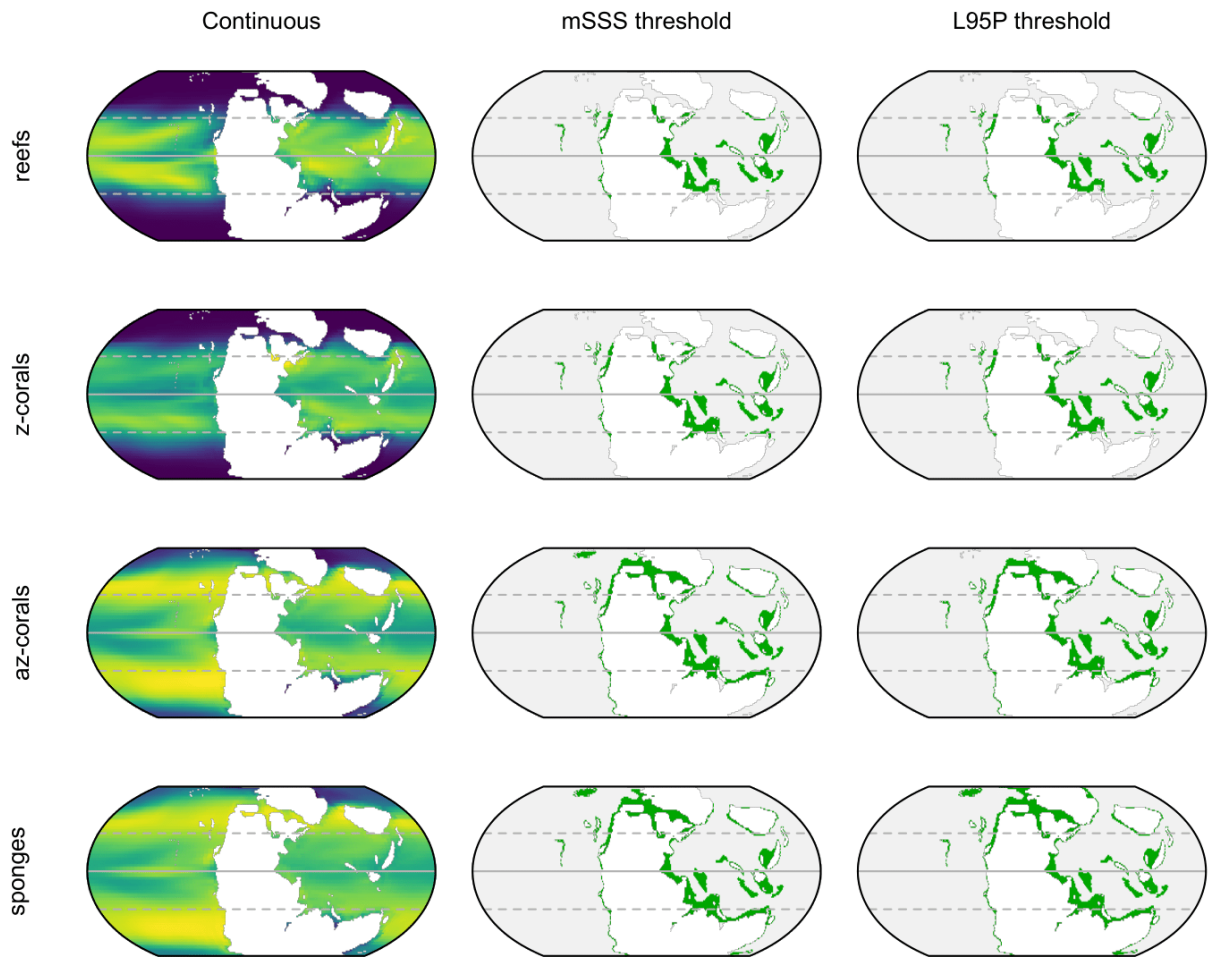 Continuous mSSS threshold L95P threshold
reefs
z-corals
az-corals
sponges